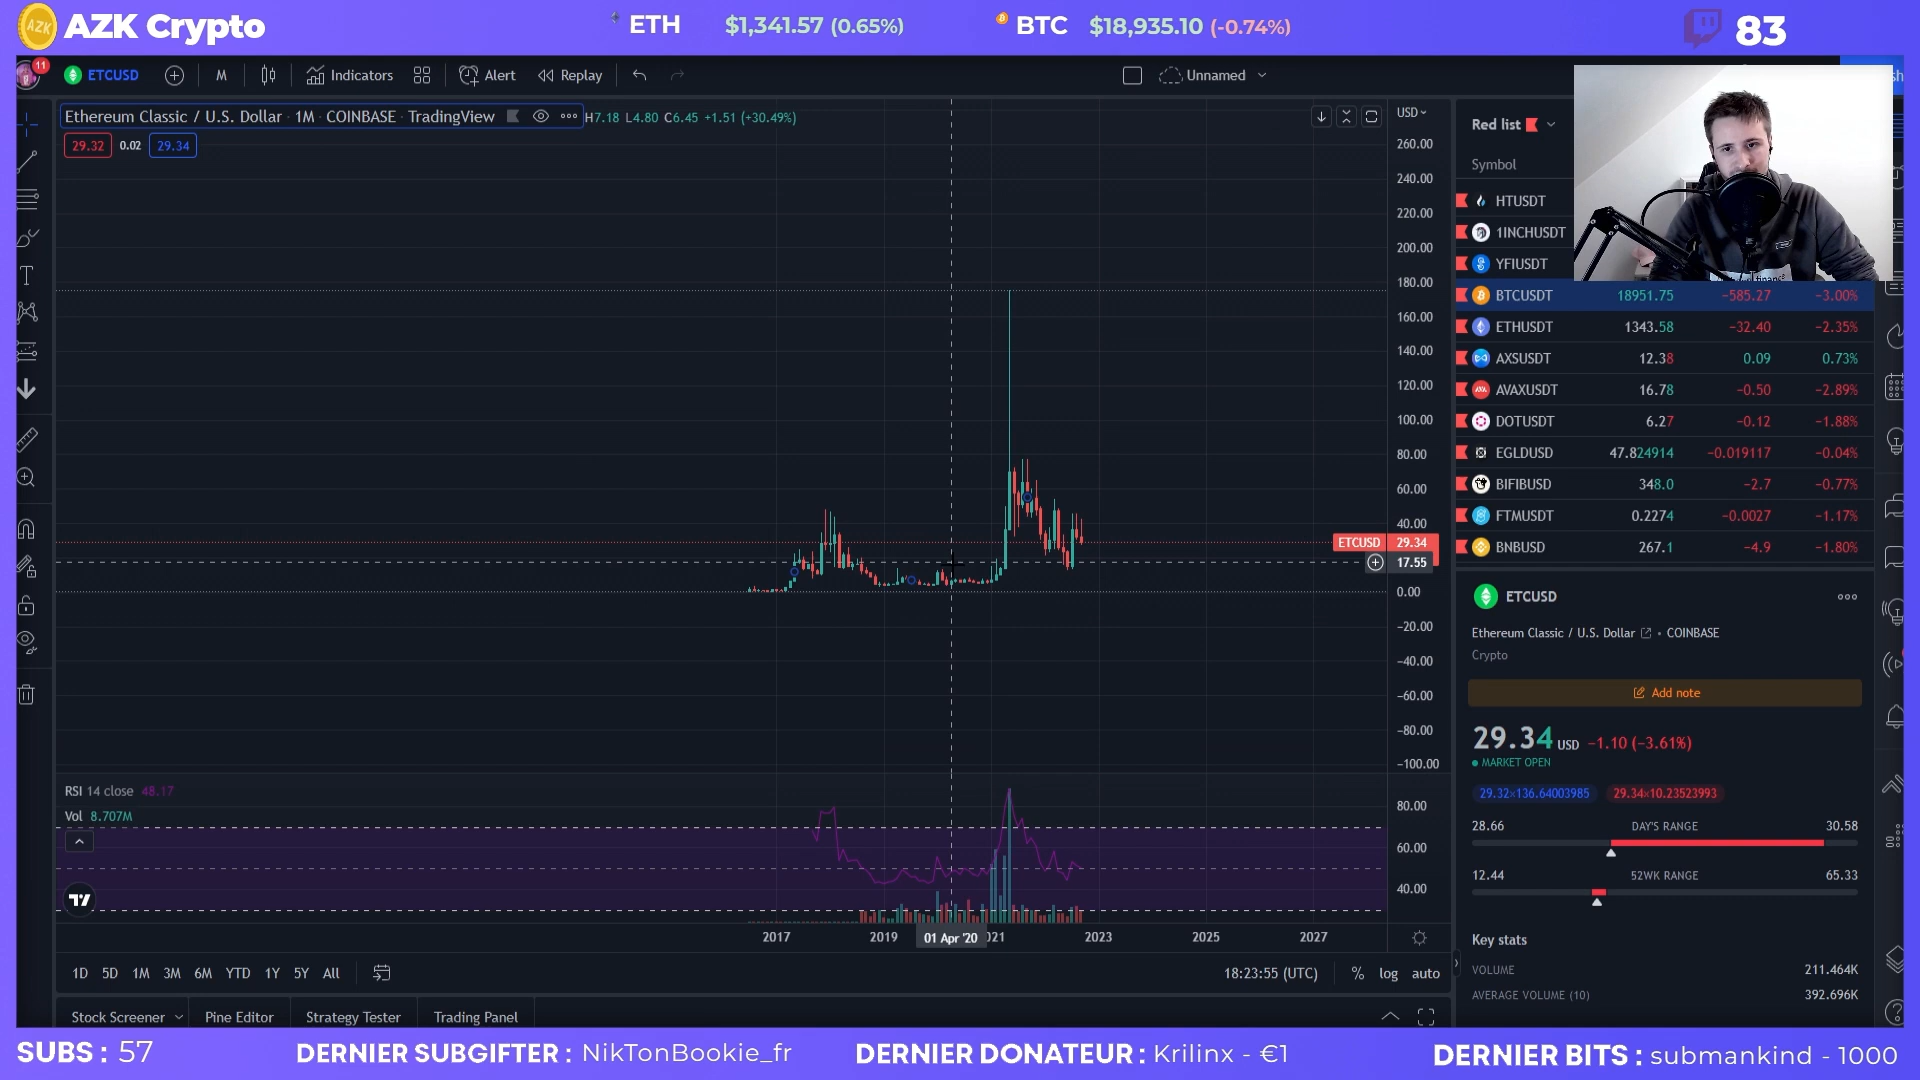 AZK
AZK Crypto
ETH $1,341.57 (0.65%)
BTC $18,935.10 (-0.74%)
83
11
ETCUSD
M
Indicators
Alert
Replay
Unnamed
Ethereum Classic / U.S. Dollar · 1M · COINBASE · TradingView
H7.18 L4.80 C6.45 +1.51 (+30.49%)
USD
29.32 0.02 29.34
260.00
240.00
220.00
200.00
180.00
160.00
140.00
120.00
100.00
80.00
60.00
40.00
ETCUSD 29.34
17.55
0.00
−20.00
−40.00
−60.00
−80.00
−100.00
RSI 14 close 48.17
Vol 8.707M
80.00
60.00
40.00
2017
2019
01 Apr '20
021
2023
2025
2027
1D 5D 1M 3M 6M YTD 1Y 5Y All
18:23:55 (UTC)
% log auto
Stock Screener
Pine Editor
Strategy Tester
Trading Panel
Red list
Symbol
HTUSDT
1INCHUSDT
YFIUSDT
BTCUSDT 18951.75 −585.27 −3.00%
ETHUSDT 1343.58 −32.40 −2.35%
AXSUSDT 12.38 0.09 0.73%
AVAXUSDT 16.78 −0.50 −2.89%
DOTUSDT 6.27 −0.12 −1.88%
EGLDUSD 47.824914 −0.019117 −0.04%
BIFIBUSD 348.0 −2.7 −0.77%
FTMUSDT 0.2274 −0.0027 −1.17%
BNBUSD 267.1 −4.9 −1.80%
ETCUSD
Ethereum Classic / U.S. Dollar • COINBASE
Crypto
Add note
29.34 USD −1.10 (−3.61%)
MARKET OPEN
29.32×136.64003985 29.34×10.23523993
28.66 DAY'S RANGE 30.58
12.44 52WK RANGE 65.33
Key stats
VOLUME 211.464K
AVERAGE VOLUME (10) 392.696K
SUBS : 57
DERNIER SUBGIFTER : NikTonBookie_fr
DERNIER DONATEUR : Krilinx - €1
DERNIER BITS : submankind - 1000